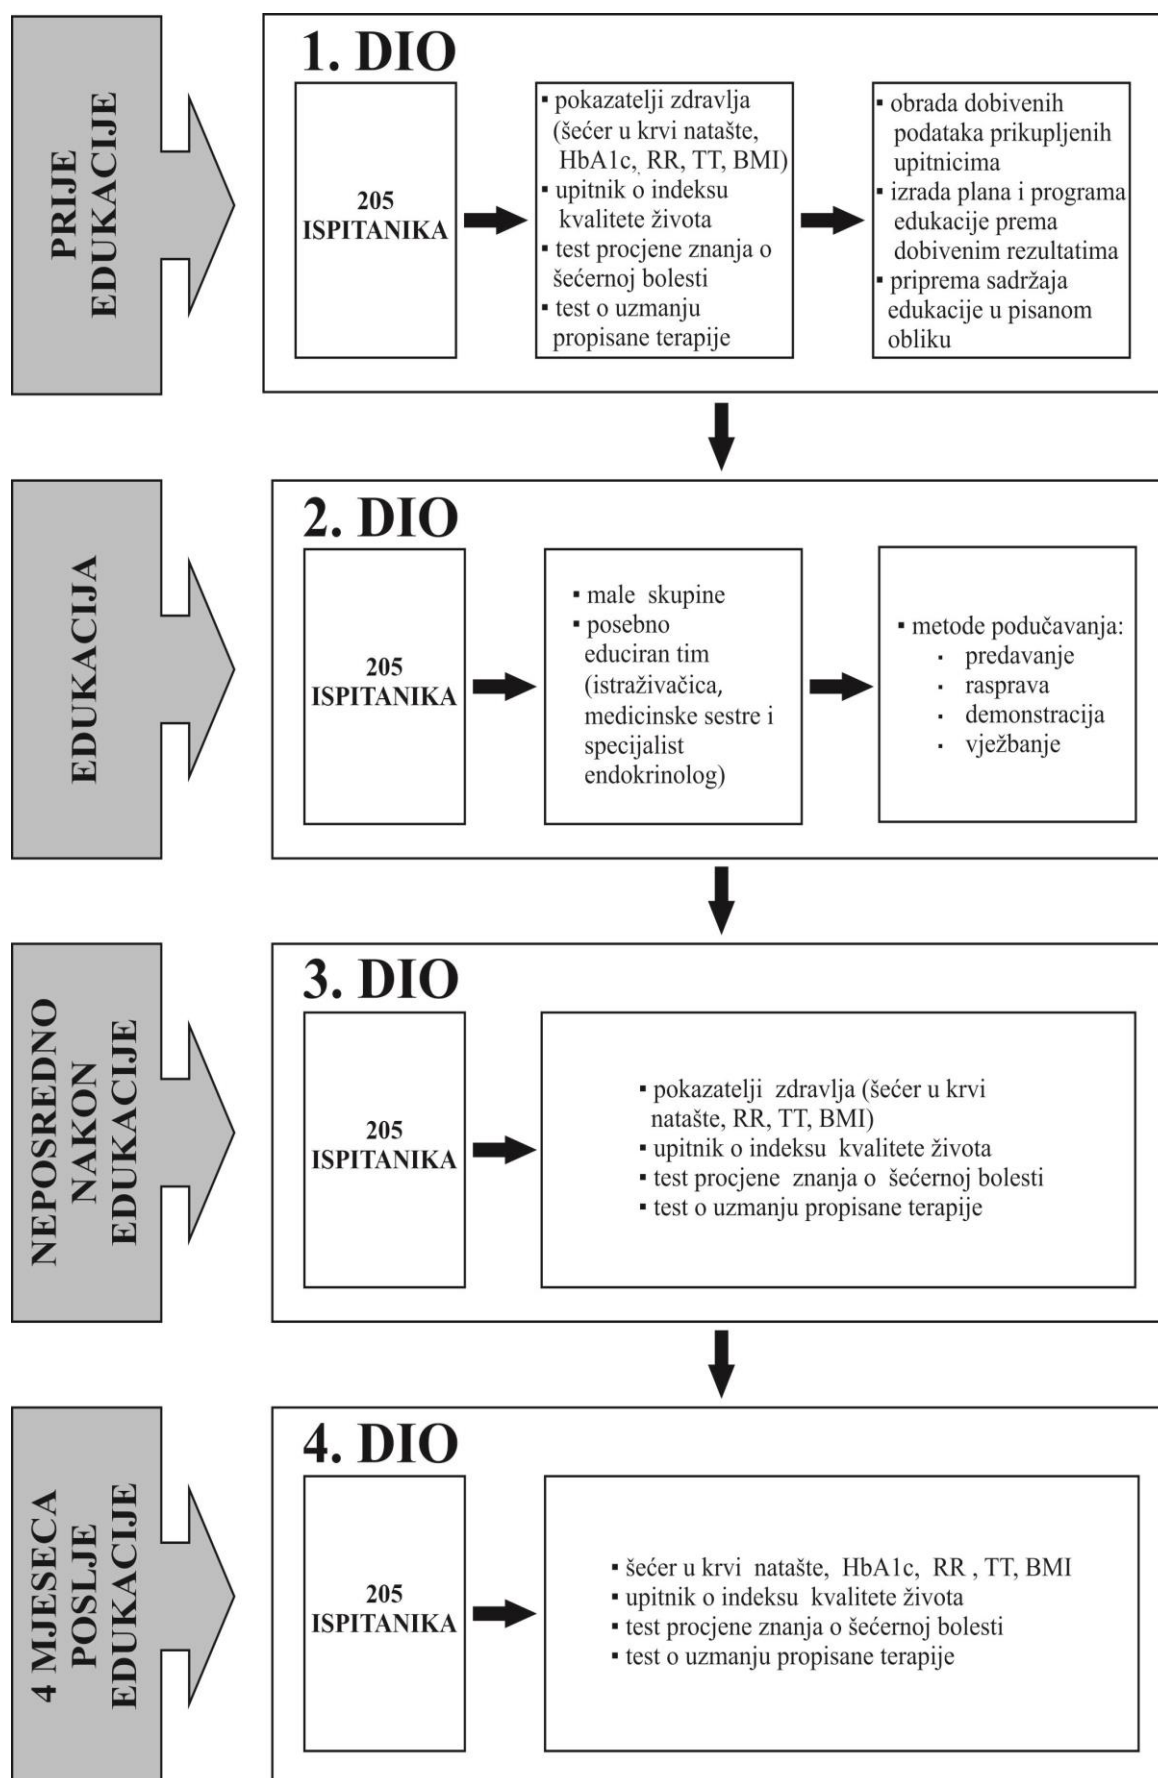 PRIJE
EDUKACIJE
1. DIO
205
ISPITANIKA
▪ pokazatelji zdravlja
(šećer u krvi natašte,
HbA1c, RR, TT, BMI)
▪ upitnik o indeksu
kvalitete života
▪ test procjene znanja o
šećernoj bolesti
▪ test o uzmanju
propisane terapije
▪ obrada dobivenih
podataka prikupljenih
upitnicima
▪ izrada plana i programa
edukacije prema
dobivenim rezultatima
▪ priprema sadržaja
edukacije u pisanom
obliku
EDUKACIJA
2. DIO
205
ISPITANIKA
▪ male skupine
▪ posebno
educiran tim
(istraživačica,
medicinske sestre i
specijalist
endokrinolog)
▪ metode podučavanja:
▪ predavanje
▪ rasprava
▪ demonstracija
▪ vježbanje
NEPOSREDNO
NAKON
EDUKACIJE
3. DIO
205
ISPITANIKA
▪ pokazatelji zdravlja (šećer u krvi
natašte, RR, TT, BMI)
▪ upitnik o indeksu kvalitete života
▪ test procjene znanja o šećernoj bolesti
▪ test o uzmanju propisane terapije
4 MJESECA
POSLJE
EDUKACIJE
4. DIO
205
ISPITANIKA
▪ šećer u krvi natašte, HbA1c, RR , TT, BMI
▪ upitnik o indeksu kvalitete života
▪ test procjene znanja o šećernoj bolesti
▪ test o uzmanju propisane terapije